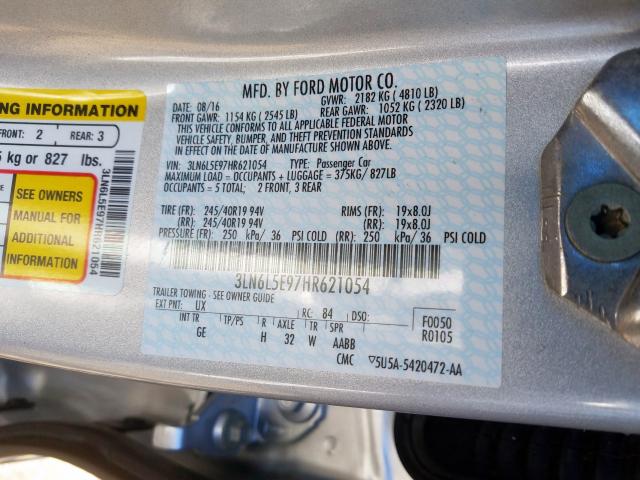 NG INFORMATION
FRONT: 2 REAR: 3
5 kg or 827 lbs.
SEE OWNERS
MANUAL FOR
ADDITIONAL
INFORMATION
3LN6L5E97HR621054
MFD. BY FORD MOTOR CO.
DATE: 08/16 GVWR: 2182 KG ( 4810 LB)
FRONT GAWR: 1154 KG ( 2545 LB) REAR GAWR: 1052 KG ( 2320 LB)
THIS VEHICLE CONFORMS TO ALL APPLICABLE FEDERAL MOTOR
VEHICLE SAFETY, BUMPER, AND THEFT PREVENTION STANDARDS
IN EFFECT ON THE DATE OF MANUFACTURE SHOWN ABOVE.
VIN: 3LN6L5E97HR621054 TYPE: Passenger Car
MAXIMUM LOAD = OCCUPANTS + LUGGAGE = 375KG/827LB
OCCUPANTS = 5 TOTAL; 2 FRONT, 3 REAR
TIRE (FR): 245/40R19 94V RIMS (FR): 19x8.0J
(RR): 245/40R19 94V (RR): 19x8.0J
PRESSURE (FR): 250 kPa/ 36 PSI COLD (RR): 250 kPa/ 36 PSI COLD
3LN6L5E97HR621054
TRAILER TOWING - SEE OWNER GUIDE
EXT PNT: UX RC: 84 DSO: F0050
INT TR TP/PS R AXLE TR SPR R0105
GE H 32 W AABB
CMC ▽5U5A-5420472-AA